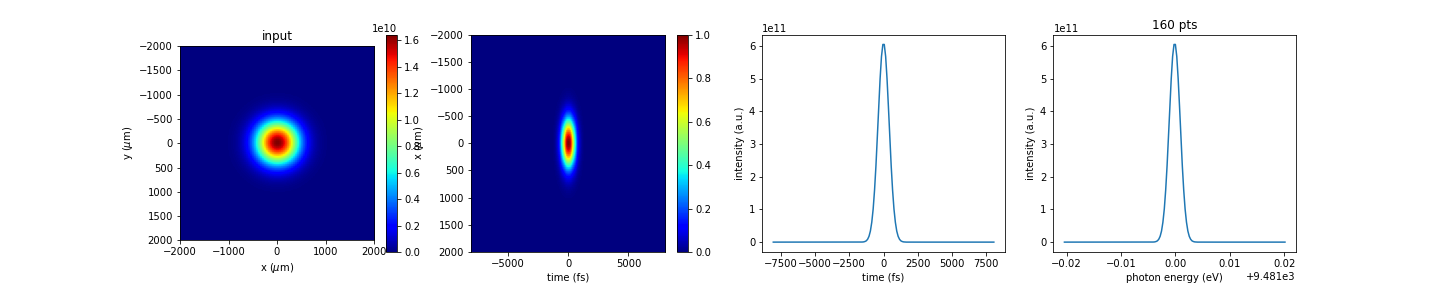 input
1e10
−2000
−1500
−1000
−500
0
500
1000
1500
2000
y (μm)
−2000 −1000 0 1000 2000
x (μm)
1.6
1.4
1.2
1.0
0.8
0.6
0.4
0.2
0.0
−2000
−1500
−1000
−500
0
500
1000
1500
2000
x (μm)
−5000 0 5000
time (fs)
1.0
0.8
0.6
0.4
0.2
0.0
1e11
6
5
4
3
2
1
0
intensity (a.u.)
−7500 −5000 −2500 0 2500 5000 7500
time (fs)
160 pts
1e11
6
5
4
3
2
1
0
intensity (a.u.)
−0.02 −0.01 0.00 0.01 0.02
photon energy (eV)
+9.481e3